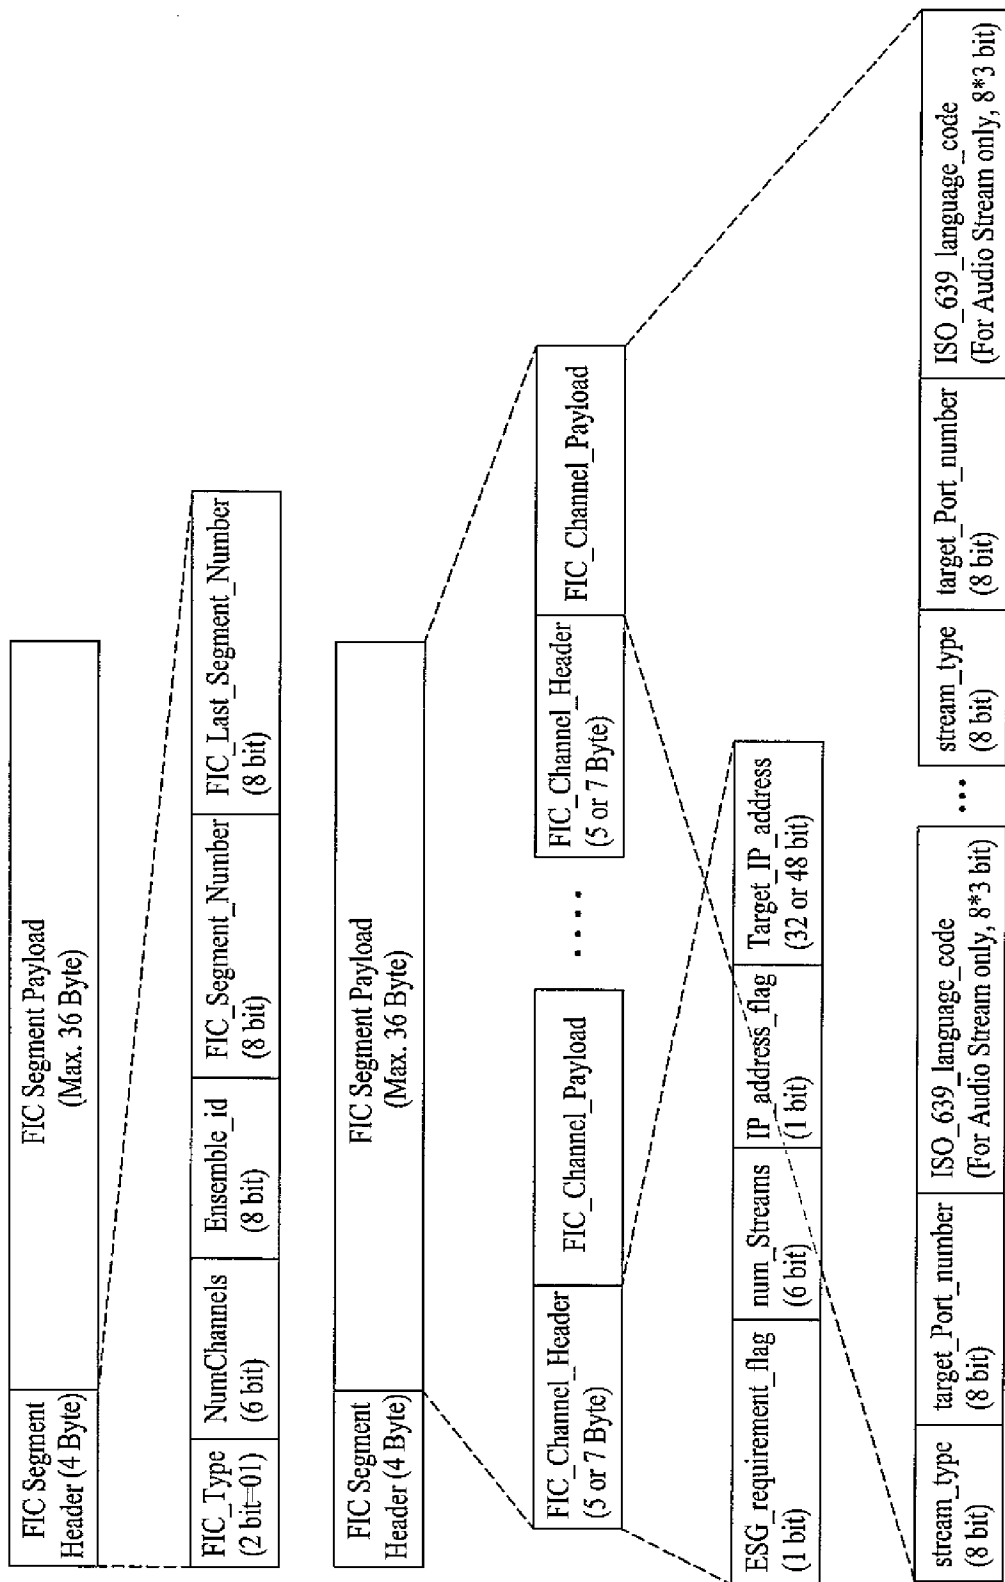 FIC Segment
Header (4 Byte)
FIC Segment Payload
(Max. 36 Byte)
FIC_Type
(2 bit=01)
NumChannels
(6 bit)
Ensemble_id
(8 bit)
FIC_Segment_Number
(8 bit)
FIC_Last_Segment_Number
(8 bit)
FIC Segment
Header (4 Byte)
FIC Segment Payload
(Max. 36 Byte)
FIC_Channel_Header
(5 or 7 Byte)
FIC_Channel_Payload
....
FIC_Channel_Header
(5 or 7 Byte)
FIC_Channel_Payload
ESG_requirement_flag
(1 bit)
num_Streams
(6 bit)
IP_address_flag
(1 bit)
Target_IP_address
(32 or 48 bit)
stream_type
(8 bit)
target_Port_number
(8 bit)
ISO_639_language_code
(For Audio Stream only, 8*3 bit)
...
stream_type
(8 bit)
target_Port_number
(8 bit)
ISO_639_language_code
(For Audio Stream only, 8*3 bit)